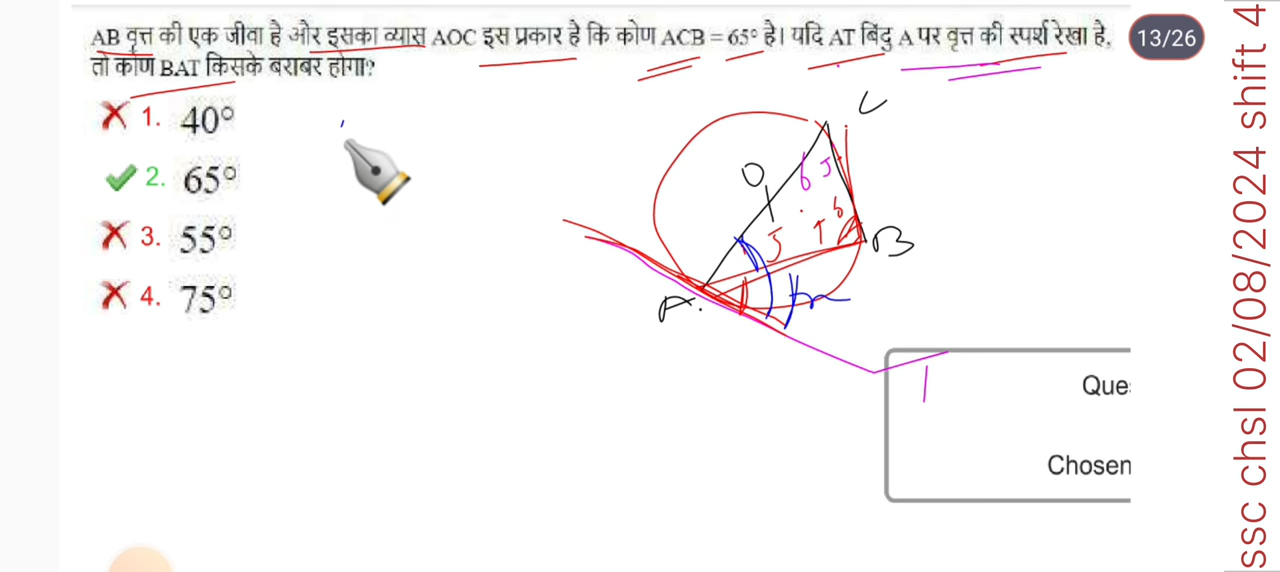 AB वृत्त की एक जीवा है और इसका व्यास AOC इस प्रकार है कि कोण ACB = 65° है। यदि AT बिंदु A पर वृत्त की स्पर्श रेखा है,
तो कोण BAT किसके बराबर होगा?
13/26
1. 40°
2. 65°
3. 55°
4. 75°
C
O
65
B
A
Que
Chosen
ssc chsl 02/08/2024 shift 4